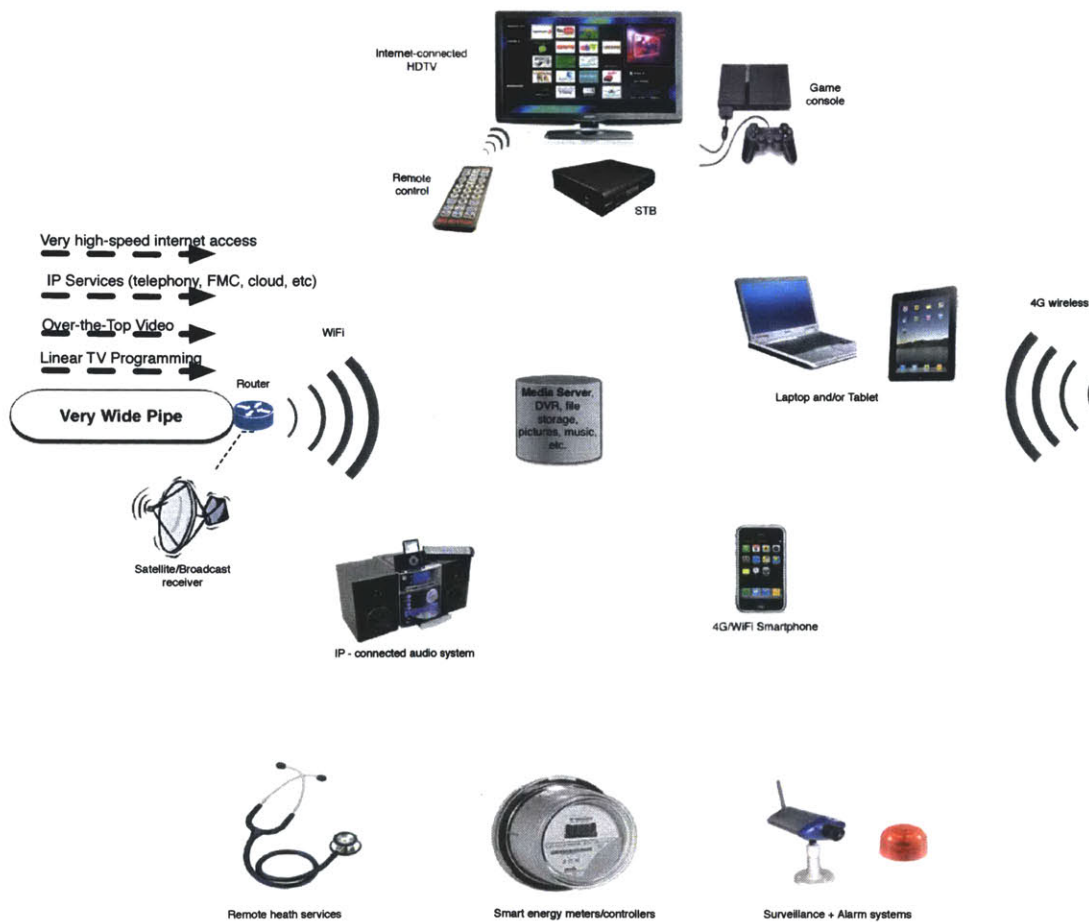 Internet-connected
HDTV
Game
console
Remote
control
STB
Very high-speed internet access
IP Services (telephony, FMC, cloud, etc)
Over-the-Top Video
Linear TV Programming
WiFi
4G wireless
Router
Very Wide Pipe
Media Server,
DVR, file
storage,
pictures, music,
etc.
Laptop and/or Tablet
Satellite/Broadcast
receiver
IP - connected audio system
4G/WiFi Smartphone
Remote heath services
Smart energy meters/controllers
Surveillance + Alarm systems